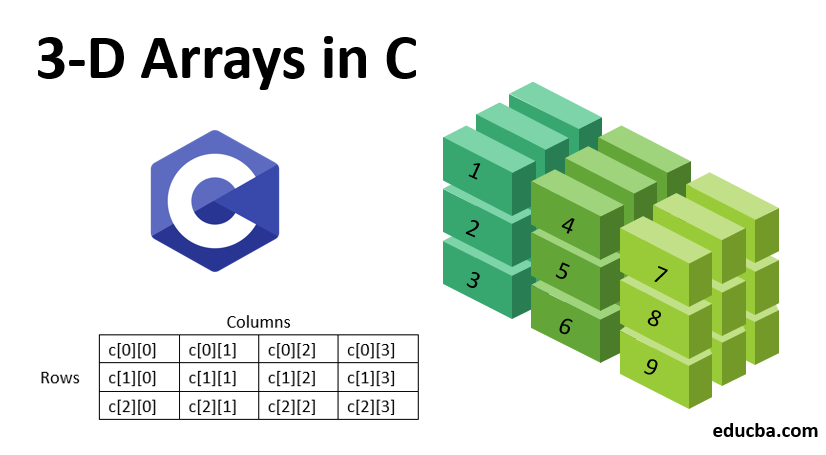 3-D Arrays in C
1
2
3
4
5
6
7
8
9
Columns
Rows
c[0][0] c[0][1] c[0][2] c[0][3]
c[1][0] c[1][1] c[1][2] c[1][3]
c[2][0] c[2][1] c[2][2] c[2][3]
educba.com